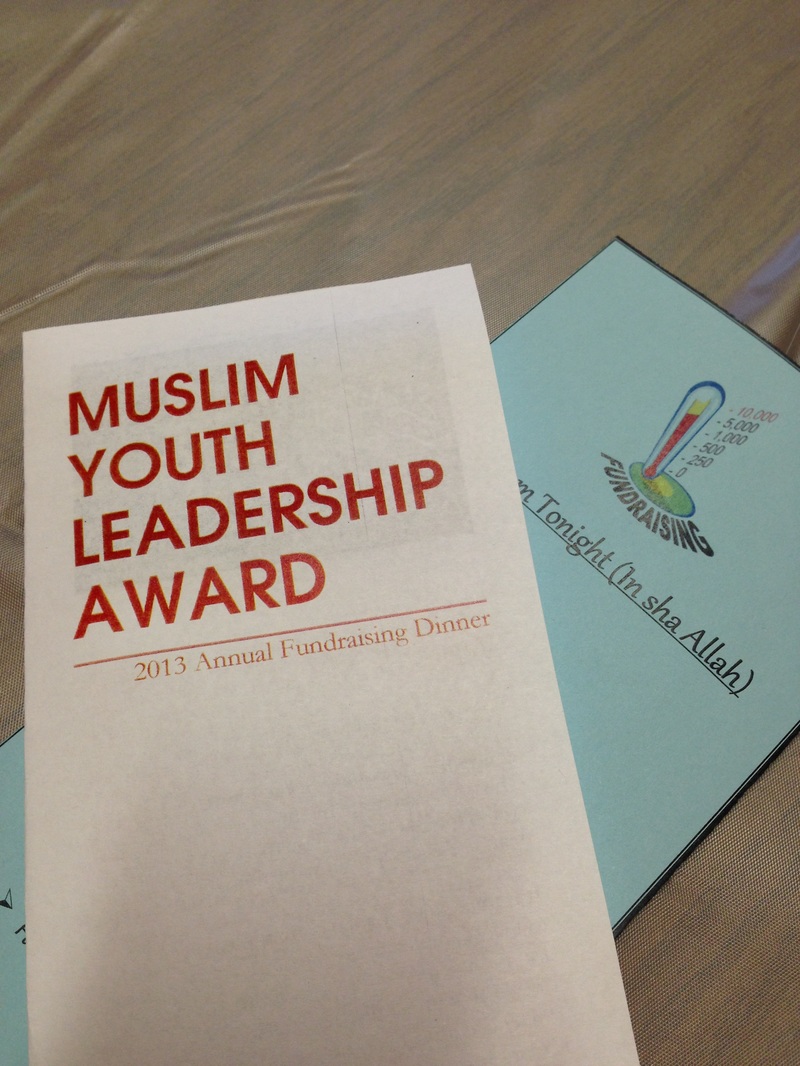 MUSLIM
YOUTH
LEADERSHIP
AWARD
2013 Annual Fundraising Dinner
- 10,000
- 5,000
- 1,000
- 500
- 250
- 0
FUNDRAISING
Tonight (In sha Allah)